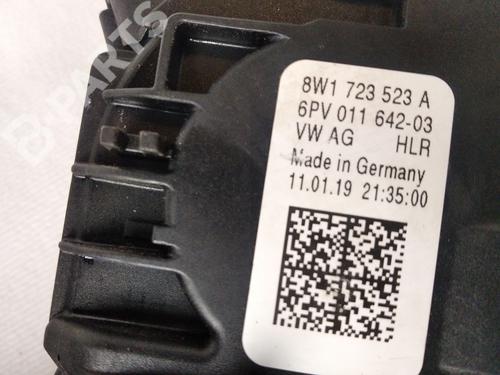 B-PARTS
8W1 723 523 A
6PV 011 642-03
VW AG HLR
Made in Germany
11.01.19 21:35:00